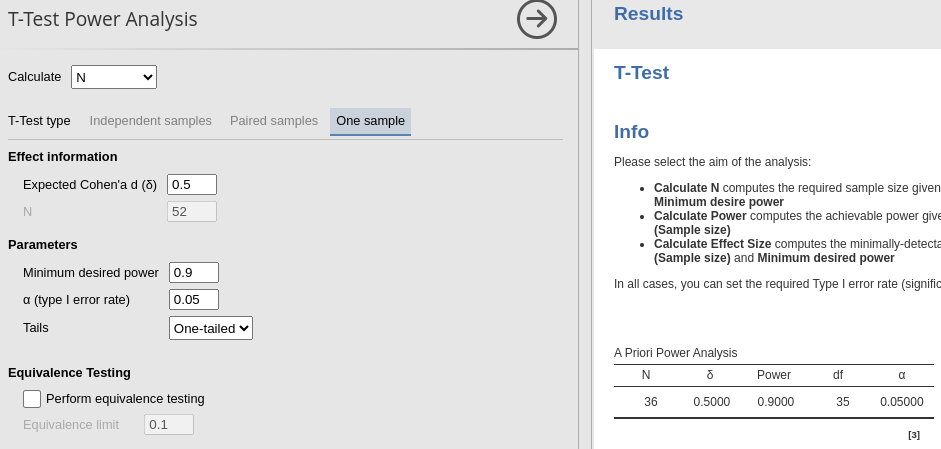 T-Test Power Analysis
Calculate N
T-Test type Independent samples Paired samples One sample
Effect information
Expected Cohen'a d (δ) 0.5
N 52
Parameters
Minimum desired power 0.9
α (type I error rate) 0.05
Tails One-tailed
Equivalence Testing
Perform equivalence testing
Equivalence limit 0.1
Results
T-Test
Info
Please select the aim of the analysis:
• Calculate N computes the required sample size given
Minimum desire power
• Calculate Power computes the achievable power give
(Sample size)
• Calculate Effect Size computes the minimally-detecta
(Sample size) and Minimum desired power
In all cases, you can set the required Type I error rate (signific
A Priori Power Analysis
N δ Power df α
36 0.5000 0.9000 35 0.05000
[3]